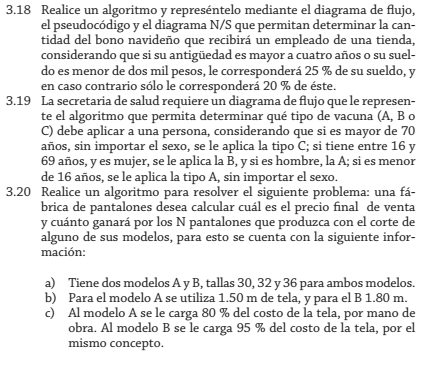 3.18 Realice un algoritmo y represéntelo mediante el diagrama de flujo,
el pseudocódigo y el diagrama N/S que permitan determinar la can-
tidad del bono navideño que recibirá un empleado de una tienda,
considerando que si su antigüedad es mayor a cuatro años o su suel-
do es menor de dos mil pesos, le corresponderá 25 % de su sueldo, y
en caso contrario sólo le corresponderá 20 % de éste.
3.19 La secretaria de salud requiere un diagrama de flujo que le represen-
te el algoritmo que permita determinar qué tipo de vacuna (A, B o
C) debe aplicar a una persona, considerando que si es mayor de 70
años, sin importar el sexo, se le aplica la tipo C; si tiene entre 16 y
69 años, y es mujer, se le aplica la B, y si es hombre, la A; si es menor
de 16 años, se le aplica la tipo A, sin importar el sexo.
3.20 Realice un algoritmo para resolver el siguiente problema: una fá-
brica de pantalones desea calcular cuál es el precio final de venta
y cuánto ganará por los N pantalones que produzca con el corte de
alguno de sus modelos, para esto se cuenta con la siguiente infor-
mación:
a) Tiene dos modelos A y B, tallas 30, 32 y 36 para ambos modelos.
b) Para el modelo A se utiliza 1.50 m de tela, y para el B 1.80 m.
c) Al modelo A se le carga 80 % del costo de la tela, por mano de
obra. Al modelo B se le carga 95 % del costo de la tela, por el
mismo concepto.